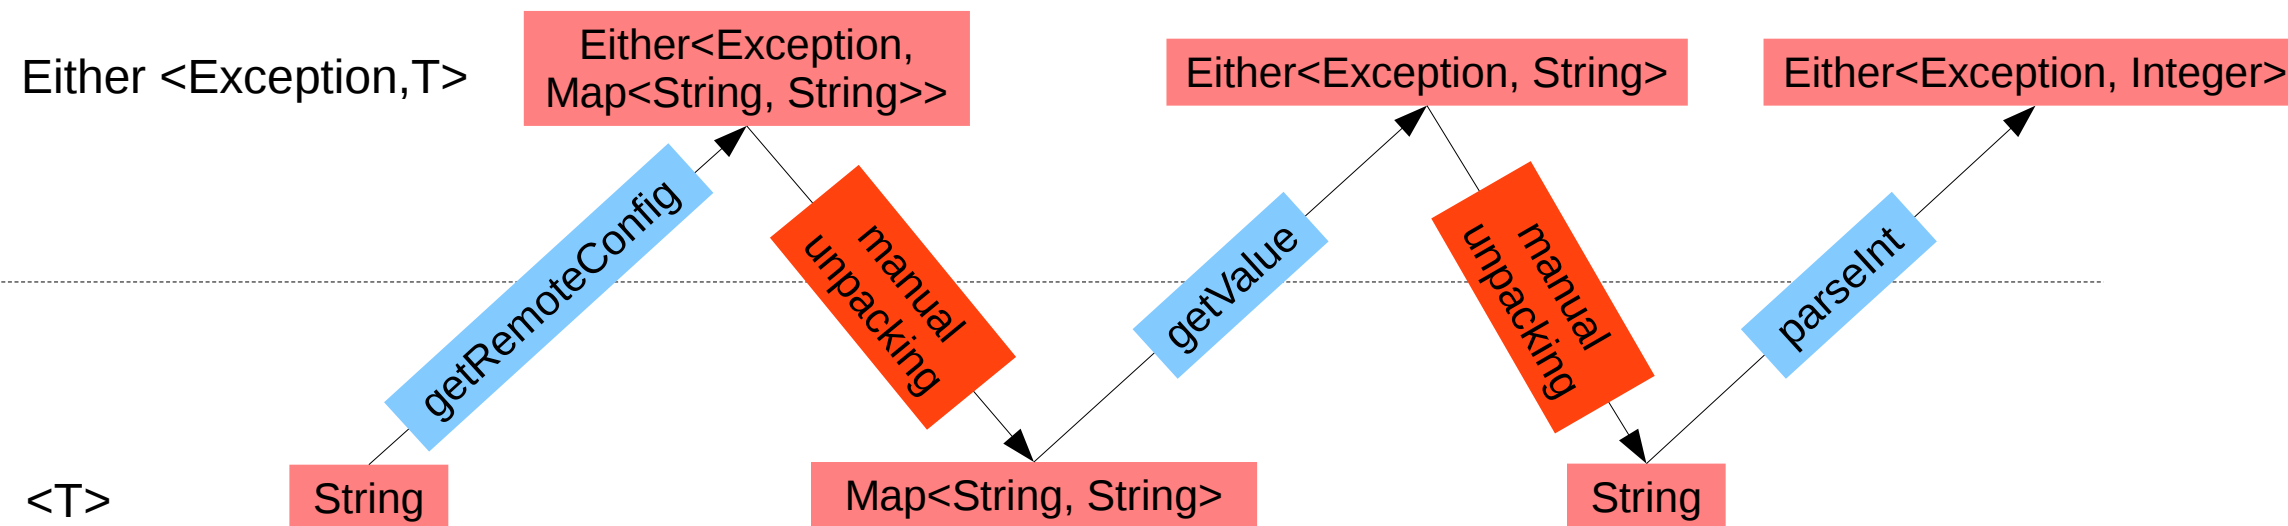 Either <Exception,T>
Either<Exception,
Map<String, String>>
Either<Exception, String>
Either<Exception, Integer>
getRemoteConfig
manual
unpacking
getValue
manual
unpacking
parseInt
<T>
String
Map<String, String>
String